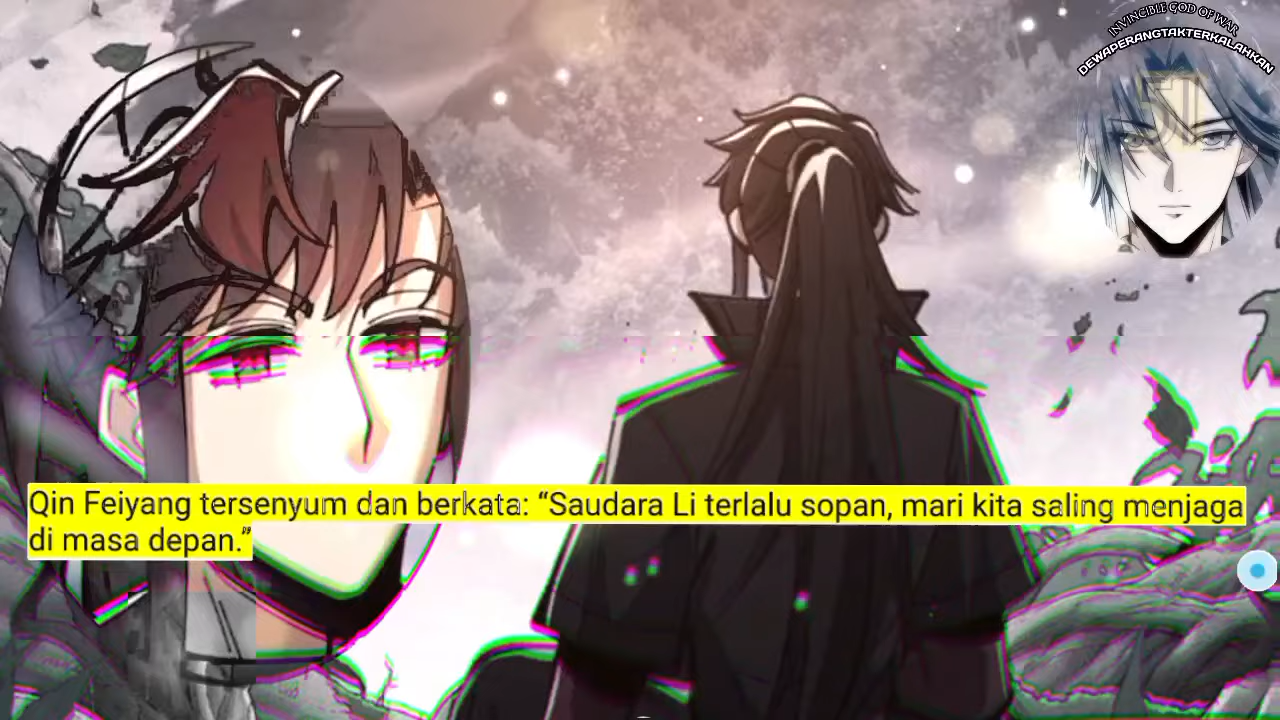 INVINCIBLE GOD OF WAR
DEWAPERANGTAKTERKALAHKAN
Qin Feiyang tersenyum dan berkata: “Saudara Li terlalu sopan, mari kita saling menjaga
di masa depan.”